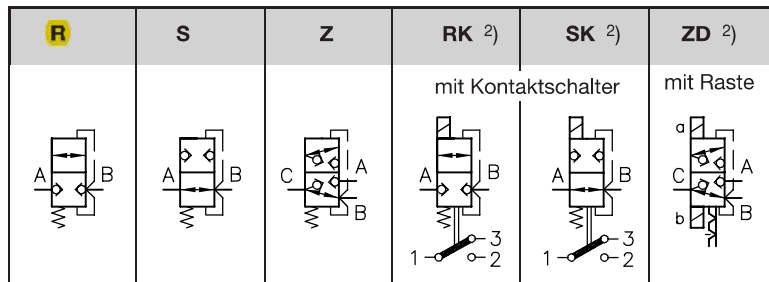 R S Z RK 2) SK 2) ZD 2)
mit Kontaktschalter mit Raste
a
A B A B C A B A B A B C A B
b
1 3 2 1 3 2